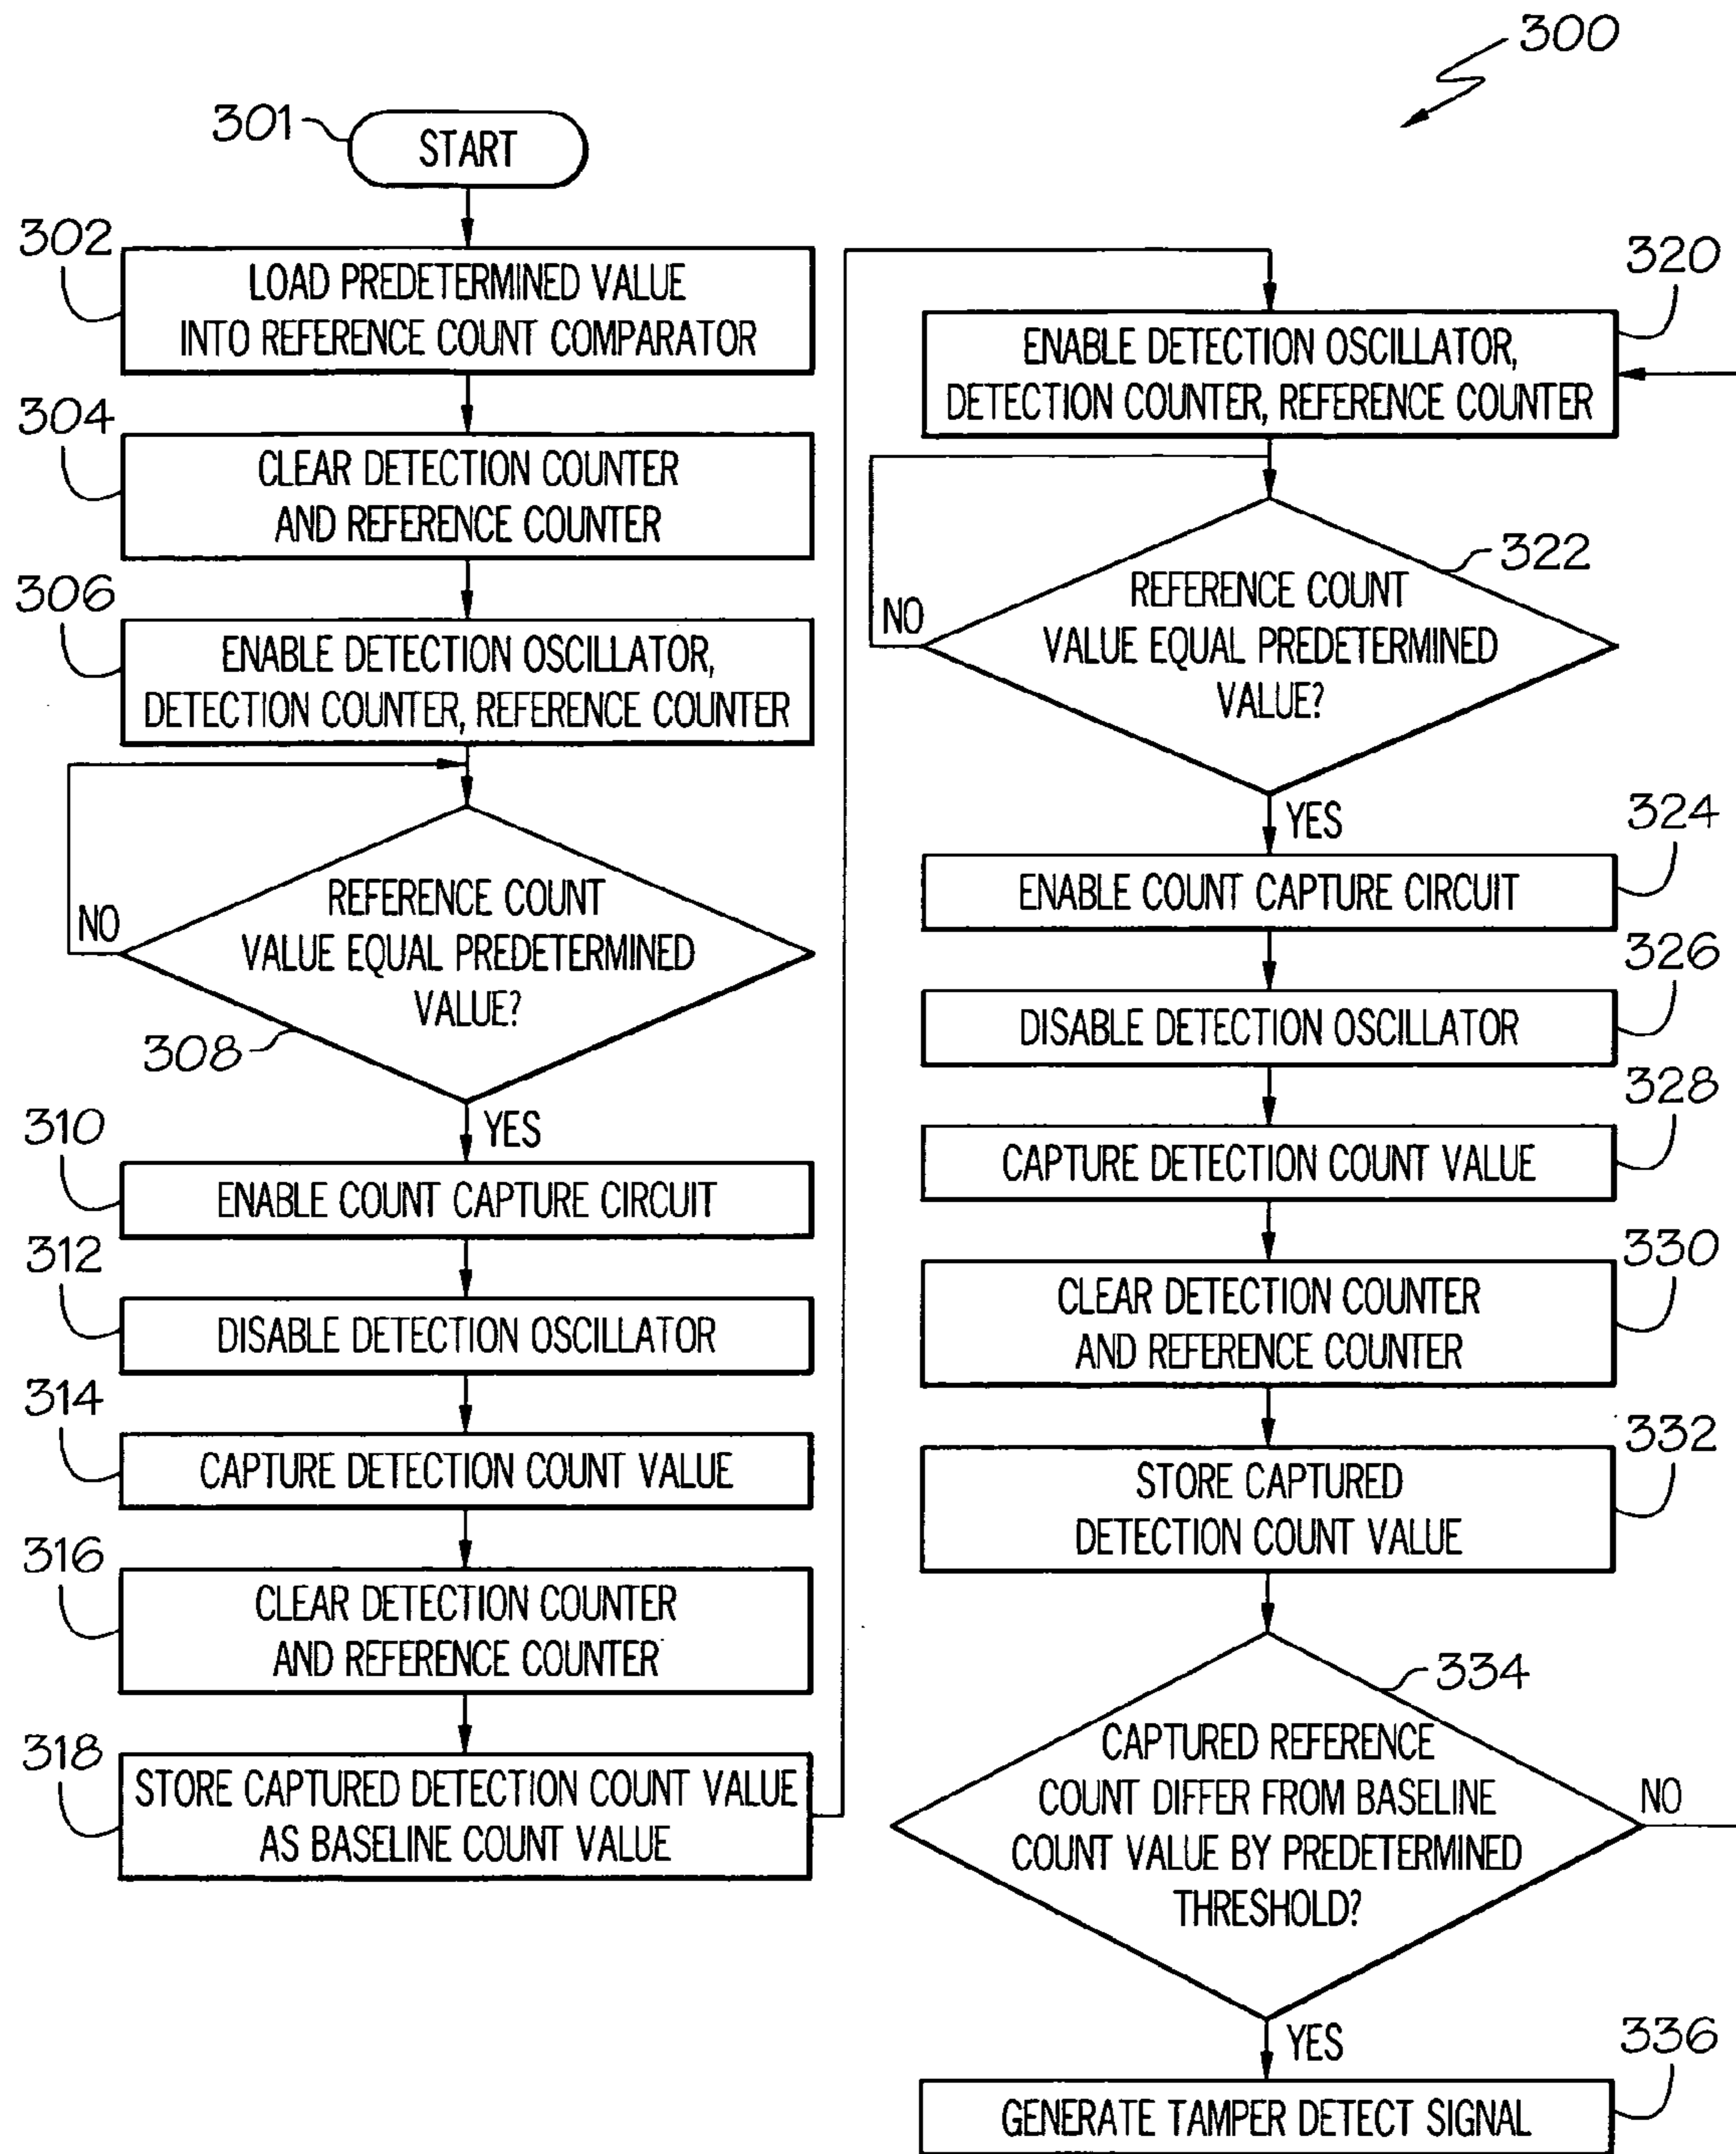 300
301
START
302
LOAD PREDETERMINED VALUE
INTO REFERENCE COUNT COMPARATOR
304
CLEAR DETECTION COUNTER
AND REFERENCE COUNTER
306
ENABLE DETECTION OSCILLATOR,
DETECTION COUNTER, REFERENCE COUNTER
NO
REFERENCE COUNT
VALUE EQUAL PREDETERMINED
VALUE?
308
YES
310
ENABLE COUNT CAPTURE CIRCUIT
312
DISABLE DETECTION OSCILLATOR
314
CAPTURE DETECTION COUNT VALUE
316
CLEAR DETECTION COUNTER
AND REFERENCE COUNTER
318
STORE CAPTURED DETECTION COUNT VALUE
AS BASELINE COUNT VALUE
320
ENABLE DETECTION OSCILLATOR,
DETECTION COUNTER, REFERENCE COUNTER
322
NO
REFERENCE COUNT
VALUE EQUAL PREDETERMINED
VALUE?
YES
324
ENABLE COUNT CAPTURE CIRCUIT
326
DISABLE DETECTION OSCILLATOR
328
CAPTURE DETECTION COUNT VALUE
330
CLEAR DETECTION COUNTER
AND REFERENCE COUNTER
332
STORE CAPTURED
DETECTION COUNT VALUE
334
CAPTURED REFERENCE
COUNT DIFFER FROM BASELINE
COUNT VALUE BY PREDETERMINED
THRESHOLD?
NO
YES
336
GENERATE TAMPER DETECT SIGNAL